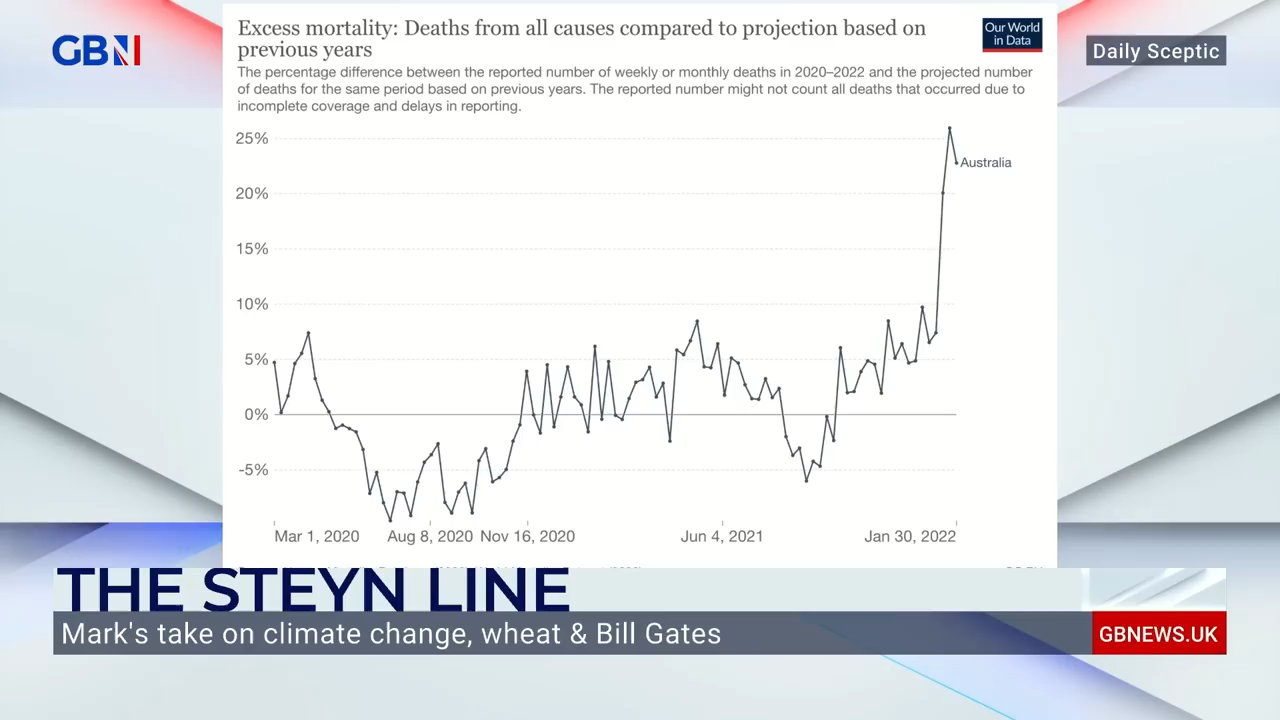 GBN
Daily Sceptic
Excess mortality: Deaths from all causes compared to projection based on
previous years
Our World
in Data
The percentage difference between the reported number of weekly or monthly deaths in 2020–2022 and the projected number
of deaths for the same period based on previous years. The reported number might not count all deaths that occurred due to
incomplete coverage and delays in reporting.
25%
20%
15%
10%
5%
0%
-5%
Australia
Mar 1, 2020
Aug 8, 2020
Nov 16, 2020
Jun 4, 2021
Jan 30, 2022
THE STEYN LINE
Mark's take on climate change, wheat & Bill Gates
GBNEWS.UK